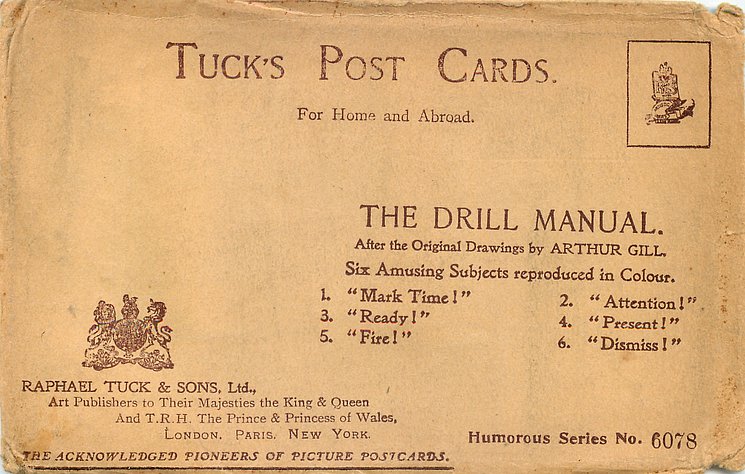 TUCK'S POST CARDS.
For Home and Abroad.
THE DRILL MANUAL.
After the Original Drawings by ARTHUR GILL.
Six Amusing Subjects reproduced in Colour.
1. "Mark Time!" 2. "Attention!"
3. "Ready!" 4. "Present!"
5. "Fire!" 6. "Dismiss!"
RAPHAEL TUCK & SONS, Ltd.,
Art Publishers to Their Majesties the King & Queen
And T.R.H. The Prince & Princess of Wales,
LONDON. PARIS. NEW YORK.
THE ACKNOWLEDGED PIONEERS OF PICTURE POSTCARDS.
Humorous Series No. 6078